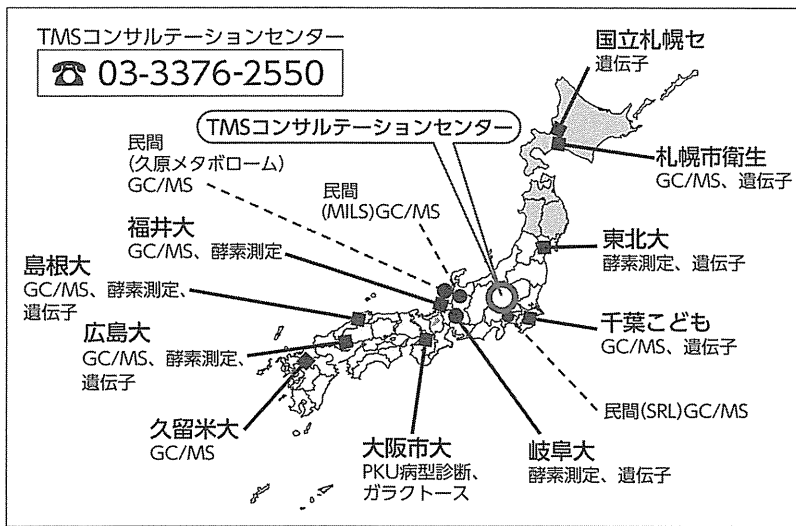 TMSコンサルテーションセンター
☎ 03-3376-2550
国立札幌セ
遺伝子
TMSコンサルテーションセンター
民間
(久原メタボローム)
GC/MS
札幌市衛生
GC/MS、遺伝子
民間
(MILS)GC/MS
福井大
GC/MS、酵素測定
東北大
酵素測定、遺伝子
島根大
GC/MS、酵素測定、
遺伝子
千葉こども
GC/MS、遺伝子
広島大
GC/MS、酵素測定、
遺伝子
民間(SRL)GC/MS
久留米大
GC/MS
大阪市大
PKU病型診断、
ガラクトース
岐阜大
酵素測定、遺伝子